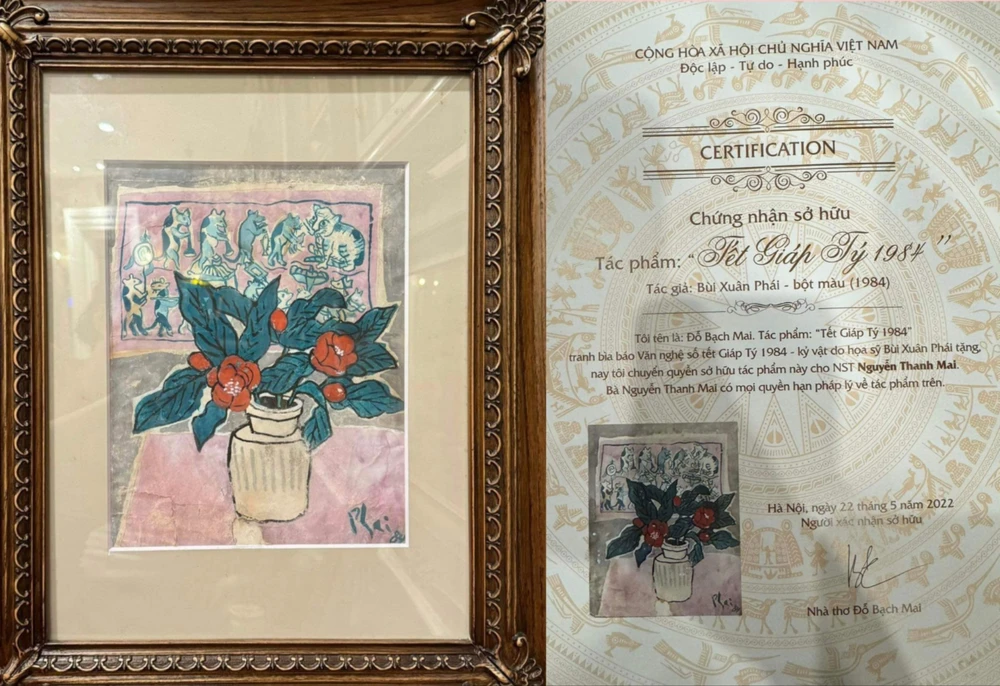 Phai
CỘNG HÒA XÃ HỘI CHỦ NGHĨA VIỆT NAM
Độc lập - Tự do - Hạnh phúc
CERTIFICATION
Chứng nhận sở hữu
Tác phẩm: "Tết Giáp Tý 1984"
Tác giả: Bùi Xuân Phái - bột màu (1984)
Tôi tên là: Đỗ Bạch Mai. Tác phẩm: "Tết Giáp Tý 1984"
tranh bìa báo Văn nghệ số tết Giáp Tý 1984 - kỷ vật do họa sỹ Bùi Xuân Phái tặng,
nay tôi chuyển quyền sở hữu tác phẩm này cho NST Nguyễn Thanh Mai.
Bà Nguyễn Thanh Mai có mọi quyền hạn pháp lý về tác phẩm trên.
Phai
Hà Nội, ngày 22 tháng 5 năm 2022
Người xác nhận sở hữu
Nhà thơ Đỗ Bạch Mai